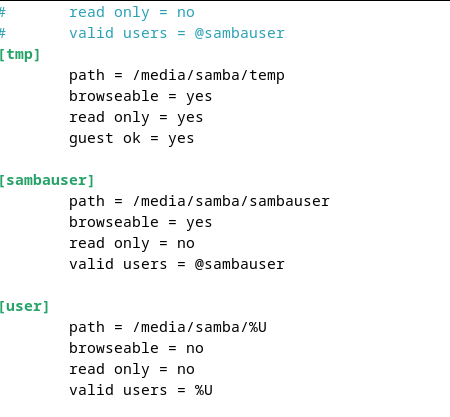 #       read only = no
#       valid users = @sambauser
[tmp]
        path = /media/samba/temp
        browseable = yes
        read only = yes
        guest ok = yes

[sambauser]
        path = /media/samba/sambauser
        browseable = yes
        read only = no
        valid users = @sambauser

[user]
        path = /media/samba/%U
        browseable = no
        read only = no
        valid users = %U